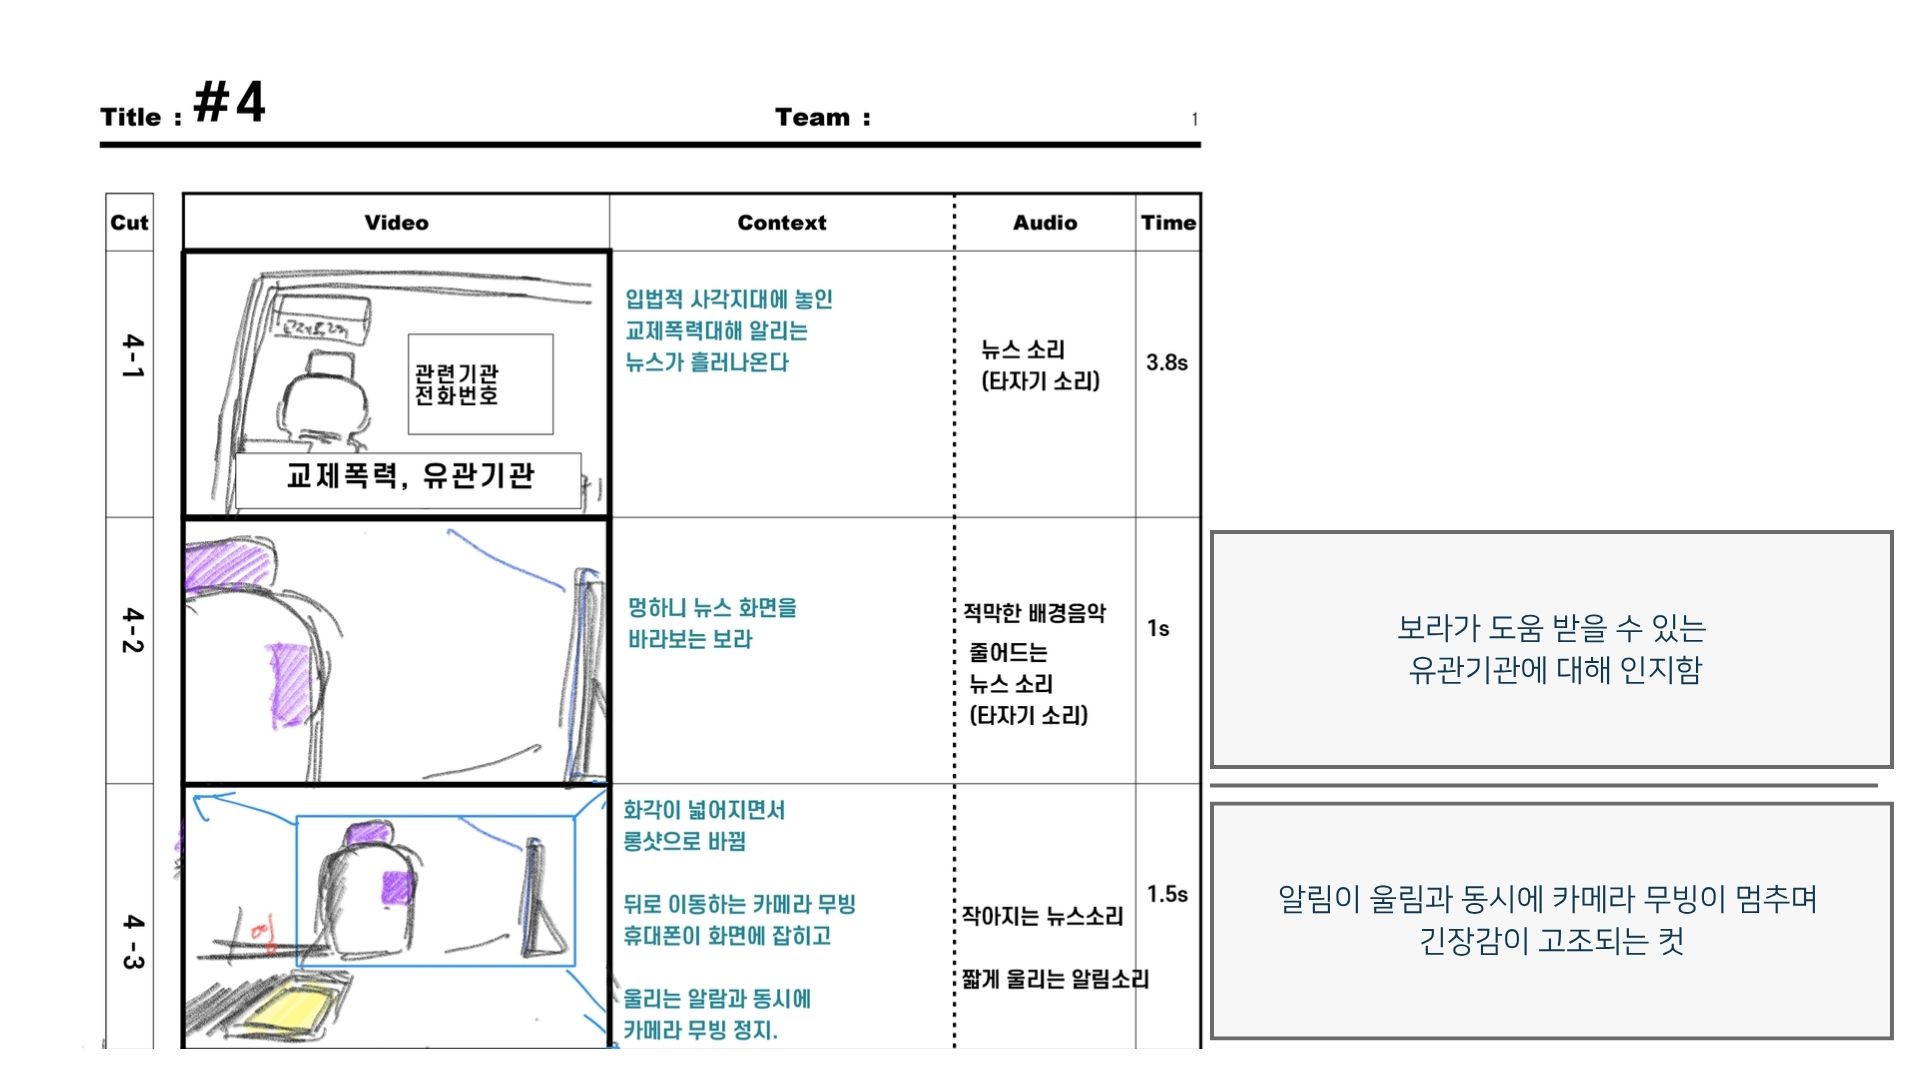 Title : #4
Team :
1
Cut
Video
Context
Audio
Time
4-1
관련기관
전화번호
교제폭력, 유관기관
입법적 사각지대에 놓인
교제폭력대해 알리는
뉴스가 흘러나온다
뉴스 소리
(타자기 소리)
3.8s
4-2
멍하니 뉴스 화면을
바라보는 보라
적막한 배경음악
줄어드는
뉴스 소리
(타자기 소리)
1s
보라가 도움 받을 수 있는
유관기관에 대해 인지함
4 -3
화각이 넓어지면서
롱샷으로 바뀜
뒤로 이동하는 카메라 무빙
휴대폰이 화면에 잡히고
울리는 알람과 동시에
카메라 무빙 정지.
작아지는 뉴스소리
짧게 울리는 알림소리
1.5s
알림이 울림과 동시에 카메라 무빙이 멈추며
긴장감이 고조되는 컷